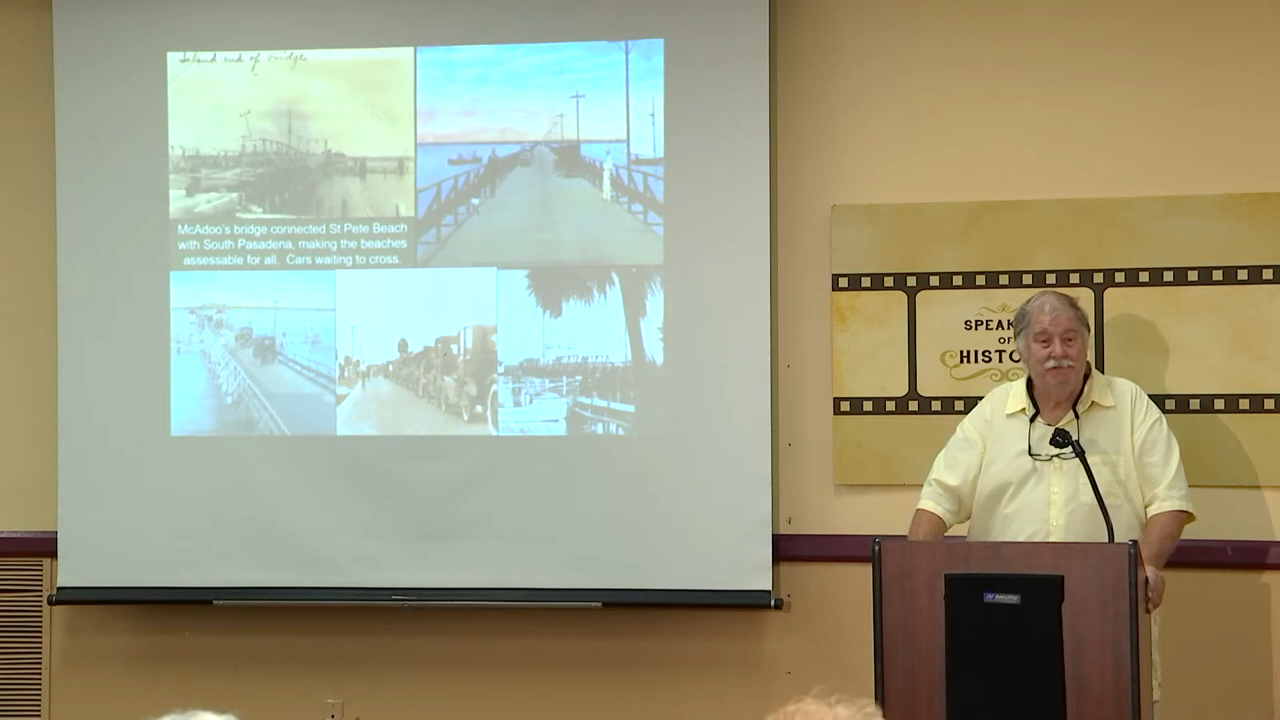 Island end of bridge
McAdoo's bridge connected St Pete Beach
with South Pasadena, making the beaches
assessable for all. Cars waiting to cross.
SPEAK
OF
HISTO